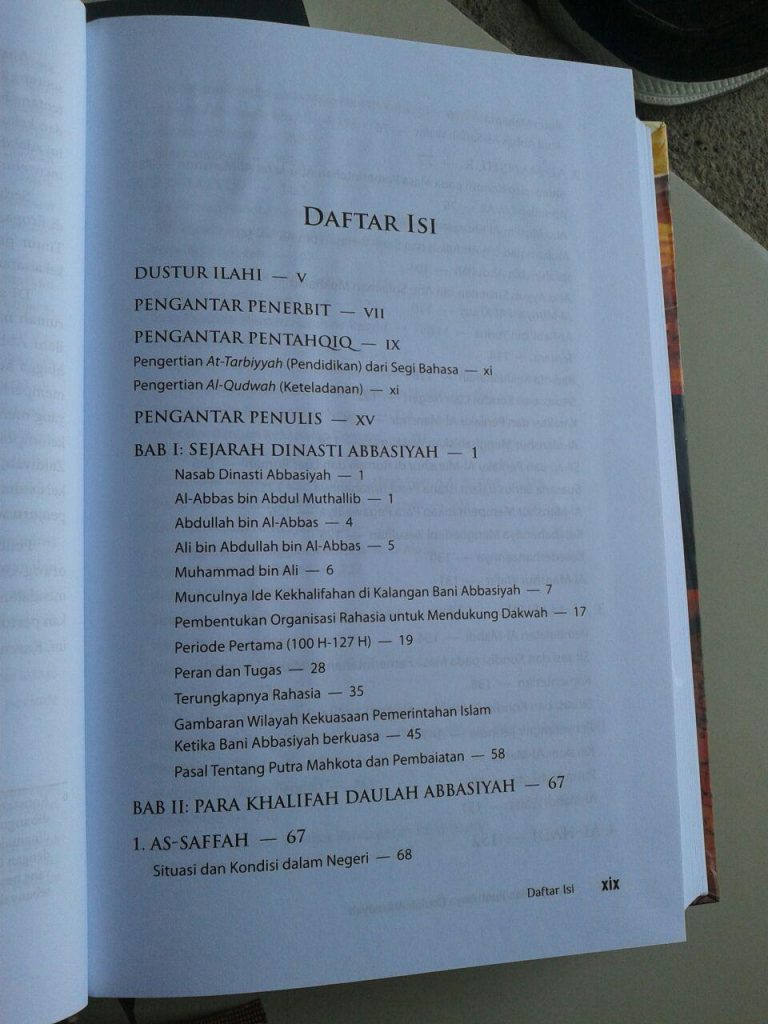 DAFTAR ISI
DUSTUR ILAHI — V
PENGANTAR PENERBIT — VII
PENGANTAR PENTAHQIQ — IX
Pengertian At-Tarbiyyah (Pendidikan) dari Segi Bahasa — xi
Pengertian Al-Qudwah (Keteladanan) — xi
PENGANTAR PENULIS — XV
BAB I: SEJARAH DINASTI ABBASIYAH — 1
Nasab Dinasti Abbasiyah — 1
Al-Abbas bin Abdul Muthallib — 1
Abdullah bin Al-Abbas — 4
Ali bin Abdullah bin Al-Abbas — 5
Muhammad bin Ali — 6
Munculnya Ide Kekhalifahan di Kalangan Bani Abbasiyah — 7
Pembentukan Organisasi Rahasia untuk Mendukung Dakwah — 17
Periode Pertama (100 H-127 H) — 19
Peran dan Tugas — 28
Terungkapnya Rahasia — 35
Gambaran Wilayah Kekuasaan Pemerintahan Islam
Ketika Bani Abbasiyah berkuasa — 45
Pasal Tentang Putra Mahkota dan Pembaiatan — 58
BAB II: PARA KHALIFAH DAULAH ABBASIYAH — 67
1. AS-SAFFAH — 67
Situasi dan Kondisi dalam Negeri — 68
Daftar Isi xix